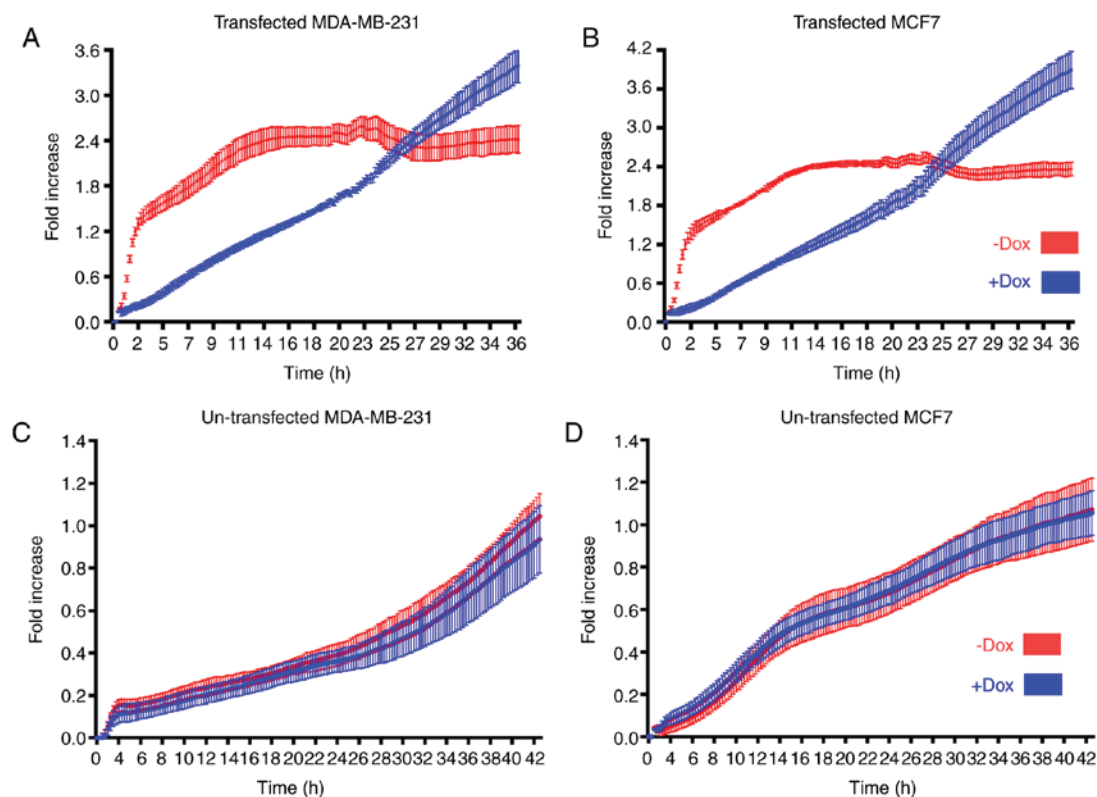 A
Transfected MDA-MB-231
Fold increase
3.6
3.0
2.4
1.8
1.2
0.6
0.0
0 2 5 7 9 11 14 16 18 20 23 25 27 29 32 34 36
Time (h)
B
Transfected MCF7
Fold increase
4.2
3.6
3.0
2.4
1.8
1.2
0.6
0.0
0 2 5 7 9 11 14 16 18 20 23 25 27 29 32 34 36
Time (h)
-Dox
+Dox
C
Un-transfected MDA-MB-231
Fold increase
1.4
1.2
1.0
0.8
0.6
0.4
0.2
0.0
0 4 6 8 10 12 14 16 18 20 22 24 26 28 30 32 34 36 38 40 42
Time (h)
D
Un-transfected MCF7
Fold increase
1.4
1.2
1.0
0.8
0.6
0.4
0.2
0.0
0 4 6 8 10 12 14 16 18 20 22 24 26 28 30 32 34 36 38 40 42
Time (h)
-Dox
+Dox